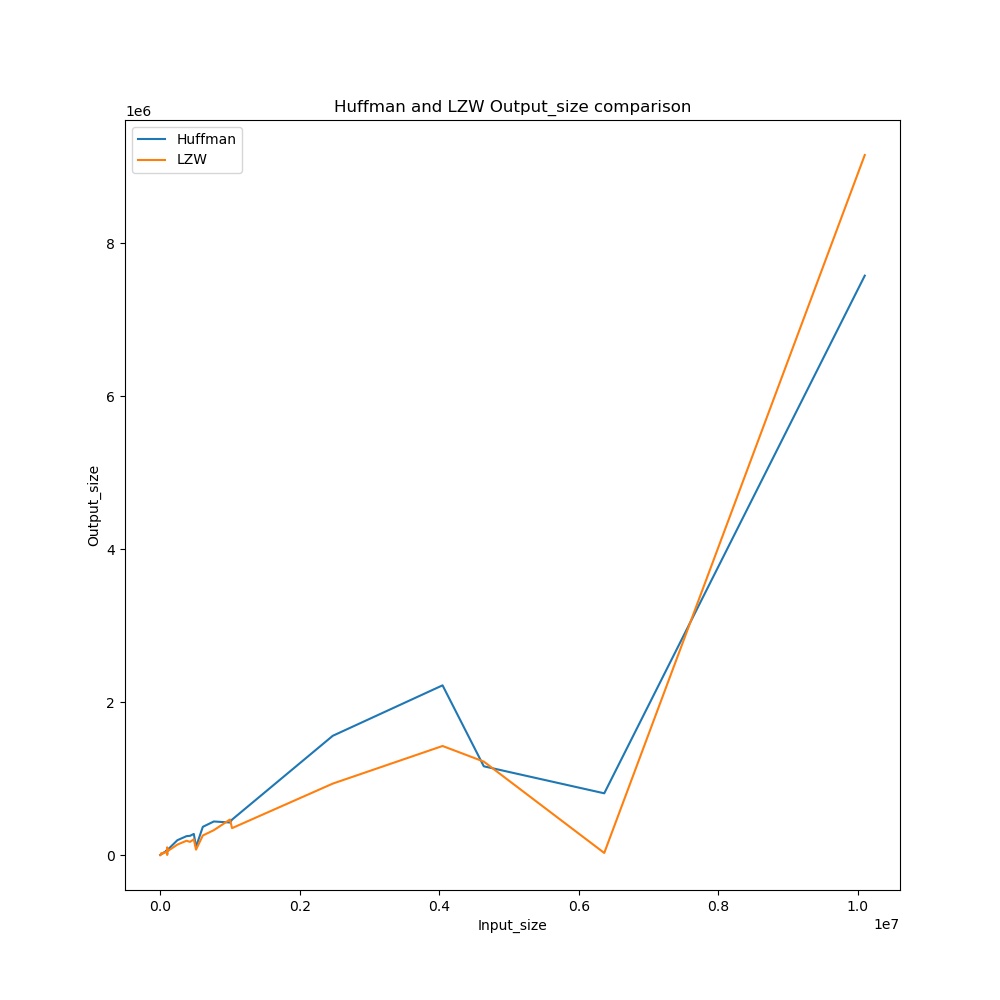 Huffman and LZW Output_size comparison
1e6
Huffman
LZW
8
6
4
2
0
Output_size
0.0 0.2 0.4 0.6 0.8 1.0
1e7
Input_size